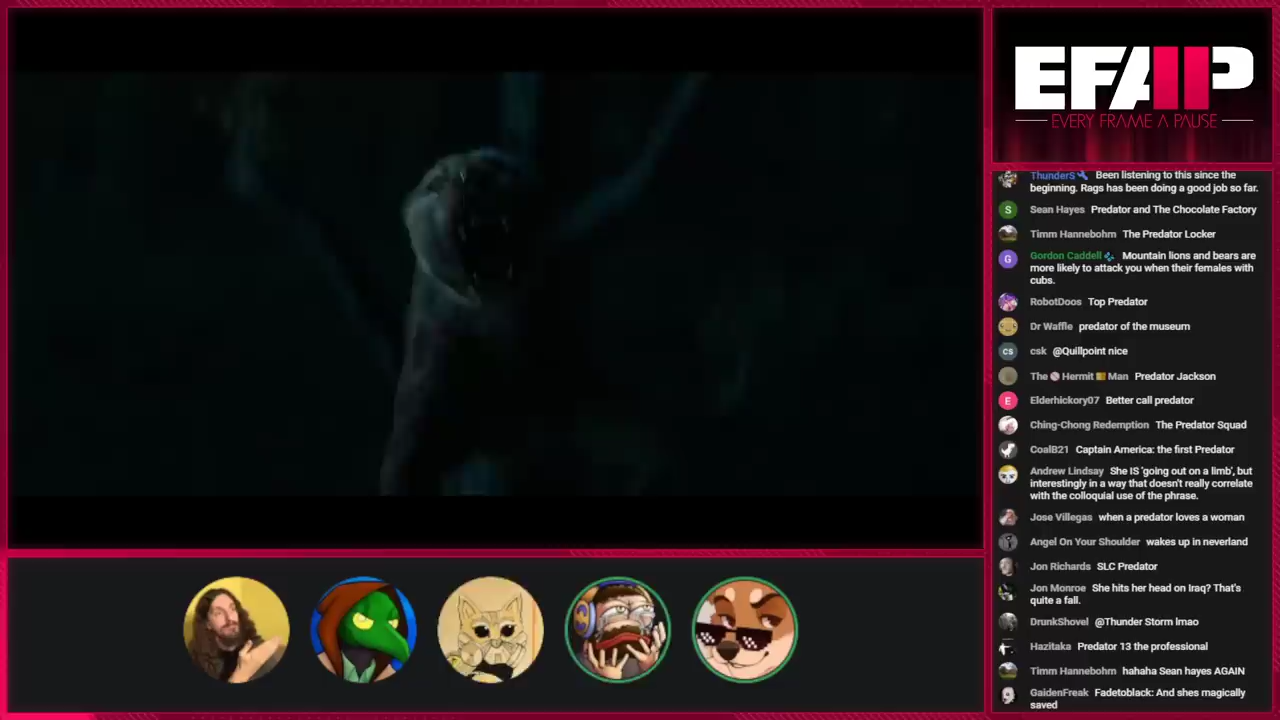 EFAP
EVERY FRAME A PAUSE
ThunderS Been listening to this since the
beginning. Rags has been doing a good job so far.
S
Sean Hayes Predator and The Chocolate Factory
Timm Hannebohm The Predator Locker
G
Gordon Caddell Mountain lions and bears are
more likely to attack you when their females with
cubs.
RobotDoos Top Predator
Dr Waffle predator of the museum
cs
csk @Quillpoint nice
The Hermit Man Predator Jackson
E
Elderhickory07 Better call predator
Ching-Chong Redemption The Predator Squad
CoalB21 Captain America: the first Predator
Andrew Lindsay She IS 'going out on a limb', but
interestingly in a way that doesn't really correlate
with the colloquial use of the phrase.
Jose Villegas when a predator loves a woman
Angel On Your Shoulder wakes up in neverland
Jon Richards SLC Predator
Jon Monroe She hits her head on Iraq? That's
quite a fall.
DrunkShovel @Thunder Storm lmao
Hazitaka Predator 13 the professional
Timm Hannebohm hahaha Sean hayes AGAIN
GaidenFreak Fadetoblack: And shes magically
saved